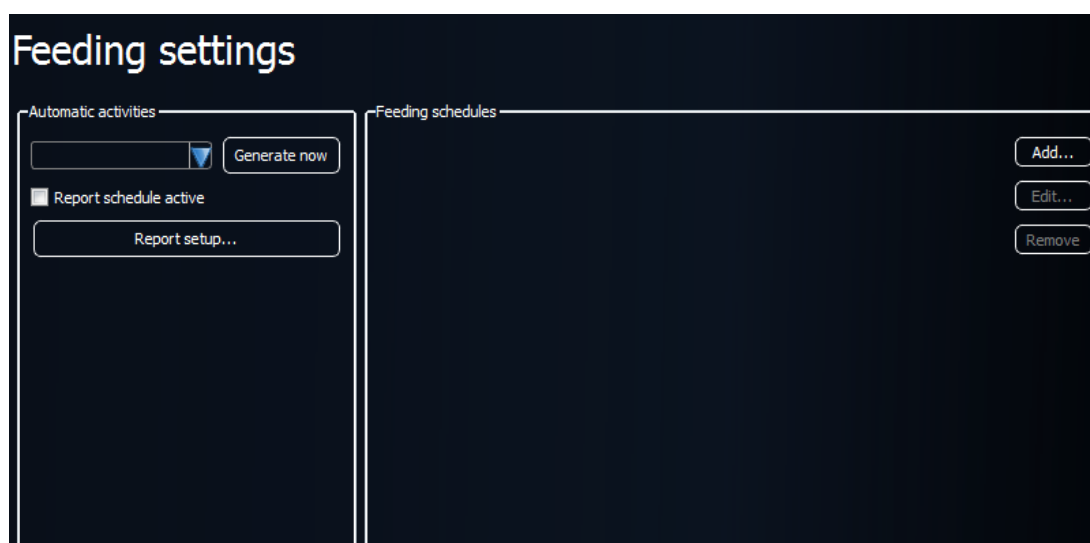 Feeding settings
Automatic activities
Generate now
Report schedule active
Report setup...
Feeding schedules
Add...
Edit...
Remove